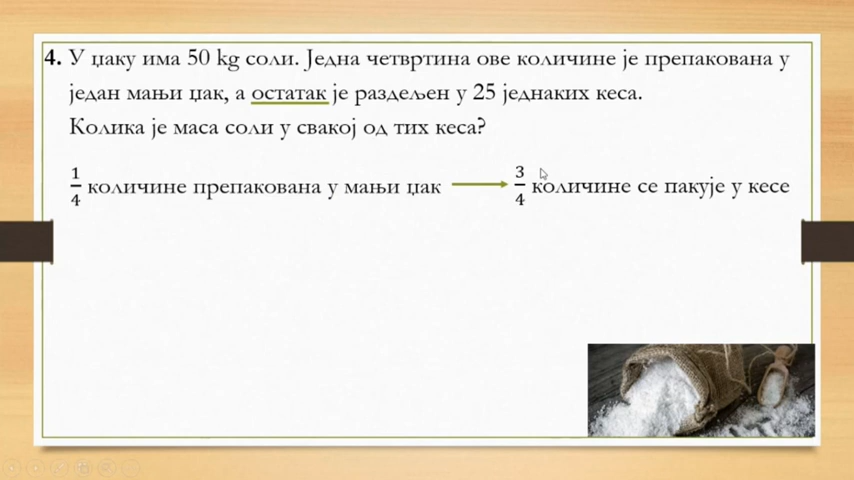 4. У џаку има 50 kg соли. Једна четвртина ове количине је препакована у
један мањи џак, а остатак је раздељен у 25 једнаких кеса.
Колика је маса соли у свакој од тих кеса?
1/4 количине препакована у мањи џак → 3/4 количине се пакује у кесе